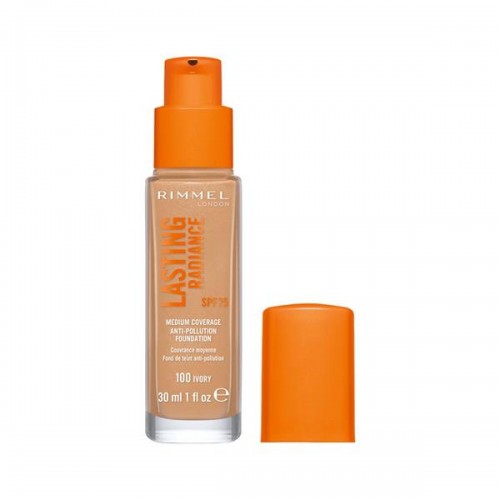 RIMMEL
LONDON
LASTING
RADIANCE
SPF25
MEDIUM COVERAGE
ANTI-POLLUTION
FOUNDATION
Couvrance moyenne
Fond de teint anti-pollution
100 IVORY
30 ml 1 fl oz ℮